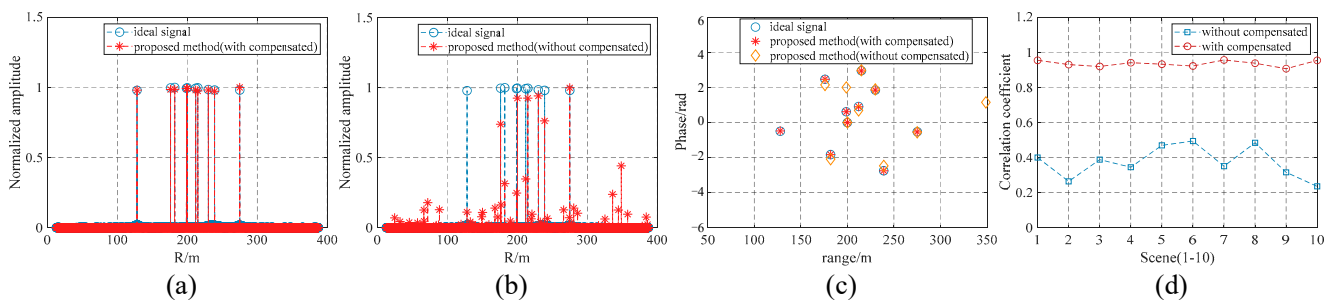 Normalized amplitude
1.5
1
0.5
0
0
100
200
300
400
R/m
ideal signal
proposed method(with compensated)
(a)
Normalized amplitude
1.5
1
0.5
0
0
100
200
300
400
R/m
ideal signal
proposed method(without compensated)
(b)
Phase/rad
6
4
2
0
-2
-4
-6
50
100
150
200
250
300
350
range/m
ideal signal
proposed method(with compensated)
proposed method(without compensated)
(c)
Correlation coefficient
1.2
1
0.8
0.6
0.4
0.2
0
1
2
3
4
5
6
7
8
9
10
Scene(1-10)
without compensated
with compensated
(d)